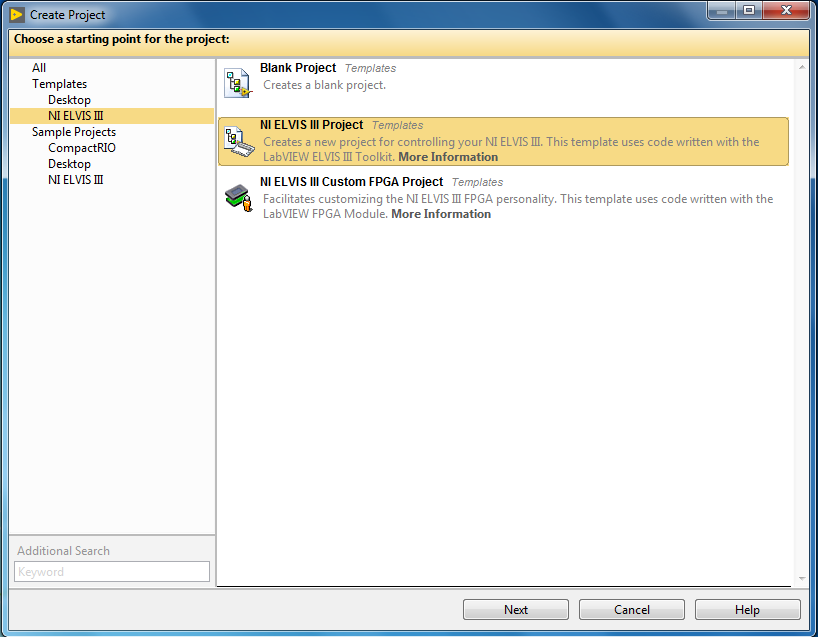 Create Project
Choose a starting point for the project:
All
Templates
Desktop
NI ELVIS III
Sample Projects
CompactRIO
Desktop
NI ELVIS III
Additional Search
Keyword
Blank Project Templates
Creates a blank project.
NI ELVIS III Project Templates
Creates a new project for controlling your NI ELVIS III. This template uses code written with the
LabVIEW ELVIS III Toolkit. More Information
NI ELVIS III Custom FPGA Project Templates
Facilitates customizing the NI ELVIS III FPGA personality. This template uses code written with the
LabVIEW FPGA Module. More Information
Next Cancel Help